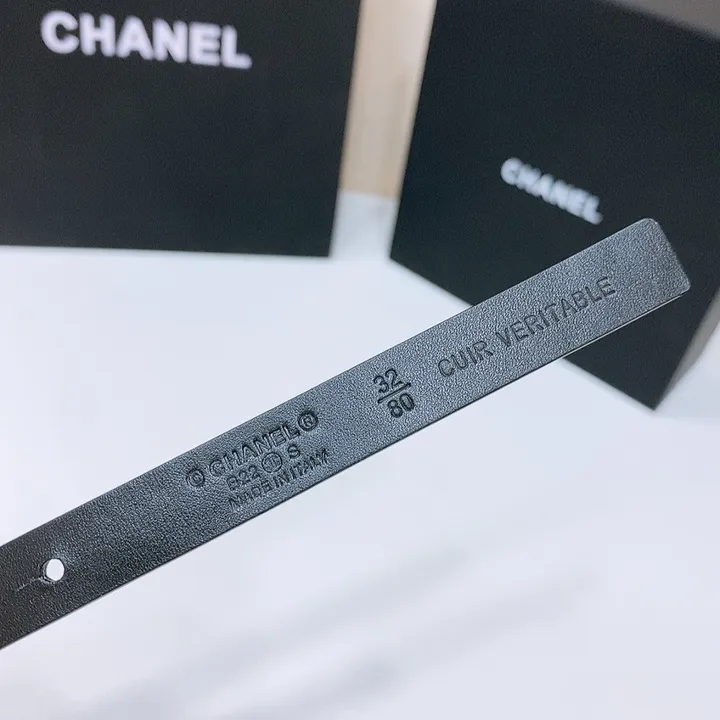 CHANEL
CHANEL
© CHANEL ®
B22 S
MADE IN ITALY
32
80
CUIR VERITABLE